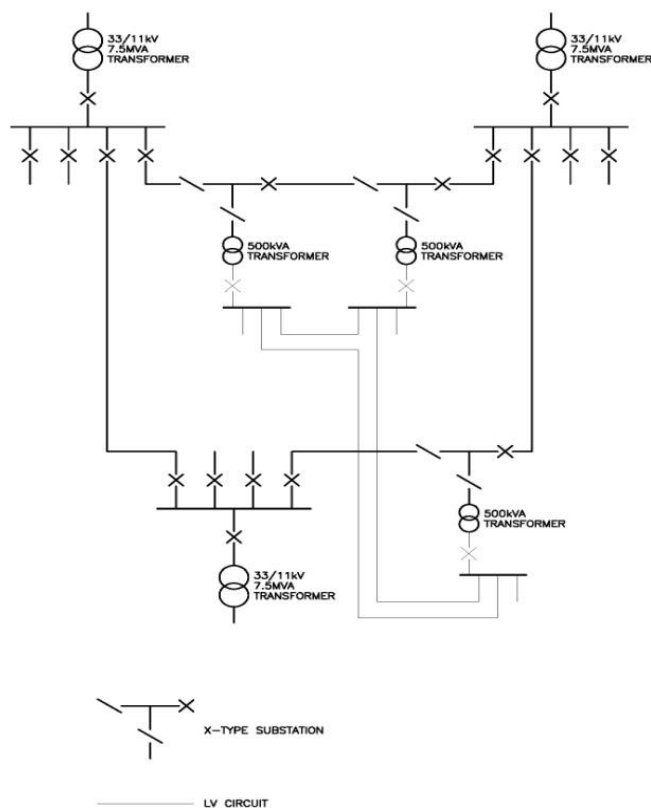 33/11kV
7.5MVA
TRANSFORMER
33/11kV
7.5MVA
TRANSFORMER
500kVA
TRANSFORMER
500kVA
TRANSFORMER
500kVA
TRANSFORMER
33/11kV
7.5MVA
TRANSFORMER
X-TYPE SUBSTATION
LV CIRCUIT